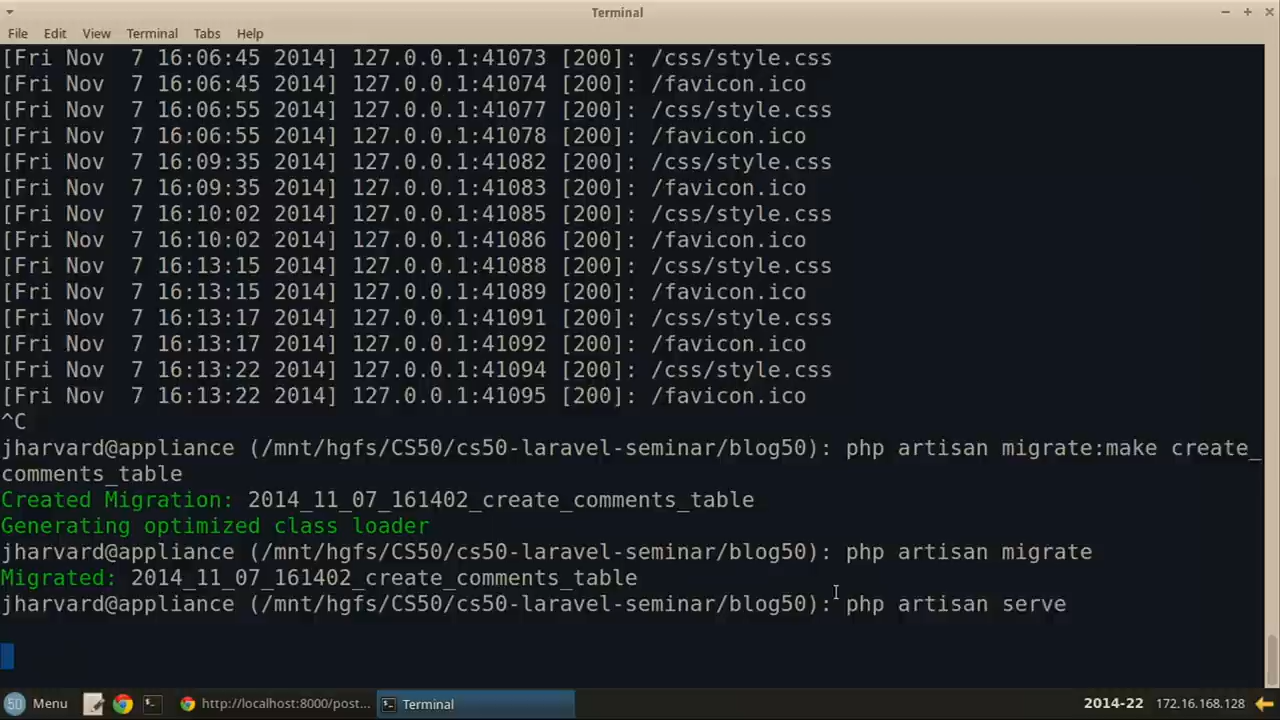 Terminal
File Edit View Terminal Tabs Help
[Fri Nov  7 16:06:45 2014] 127.0.0.1:41073 [200]: /css/style.css
[Fri Nov  7 16:06:45 2014] 127.0.0.1:41074 [200]: /favicon.ico
[Fri Nov  7 16:06:55 2014] 127.0.0.1:41077 [200]: /css/style.css
[Fri Nov  7 16:06:55 2014] 127.0.0.1:41078 [200]: /favicon.ico
[Fri Nov  7 16:09:35 2014] 127.0.0.1:41082 [200]: /css/style.css
[Fri Nov  7 16:09:35 2014] 127.0.0.1:41083 [200]: /favicon.ico
[Fri Nov  7 16:10:02 2014] 127.0.0.1:41085 [200]: /css/style.css
[Fri Nov  7 16:10:02 2014] 127.0.0.1:41086 [200]: /favicon.ico
[Fri Nov  7 16:13:15 2014] 127.0.0.1:41088 [200]: /css/style.css
[Fri Nov  7 16:13:15 2014] 127.0.0.1:41089 [200]: /favicon.ico
[Fri Nov  7 16:13:17 2014] 127.0.0.1:41091 [200]: /css/style.css
[Fri Nov  7 16:13:17 2014] 127.0.0.1:41092 [200]: /favicon.ico
[Fri Nov  7 16:13:22 2014] 127.0.0.1:41094 [200]: /css/style.css
[Fri Nov  7 16:13:22 2014] 127.0.0.1:41095 [200]: /favicon.ico
^C
jharvard@appliance (/mnt/hgfs/CS50/cs50-laravel-seminar/blog50): php artisan migrate:make create_
comments_table
Created Migration: 2014_11_07_161402_create_comments_table
Generating optimized class loader
jharvard@appliance (/mnt/hgfs/CS50/cs50-laravel-seminar/blog50): php artisan migrate
Migrated: 2014_11_07_161402_create_comments_table
jharvard@appliance (/mnt/hgfs/CS50/cs50-laravel-seminar/blog50): php artisan serve
50 Menu http://localhost:8000/post... Terminal 2014-22 172.16.168.128